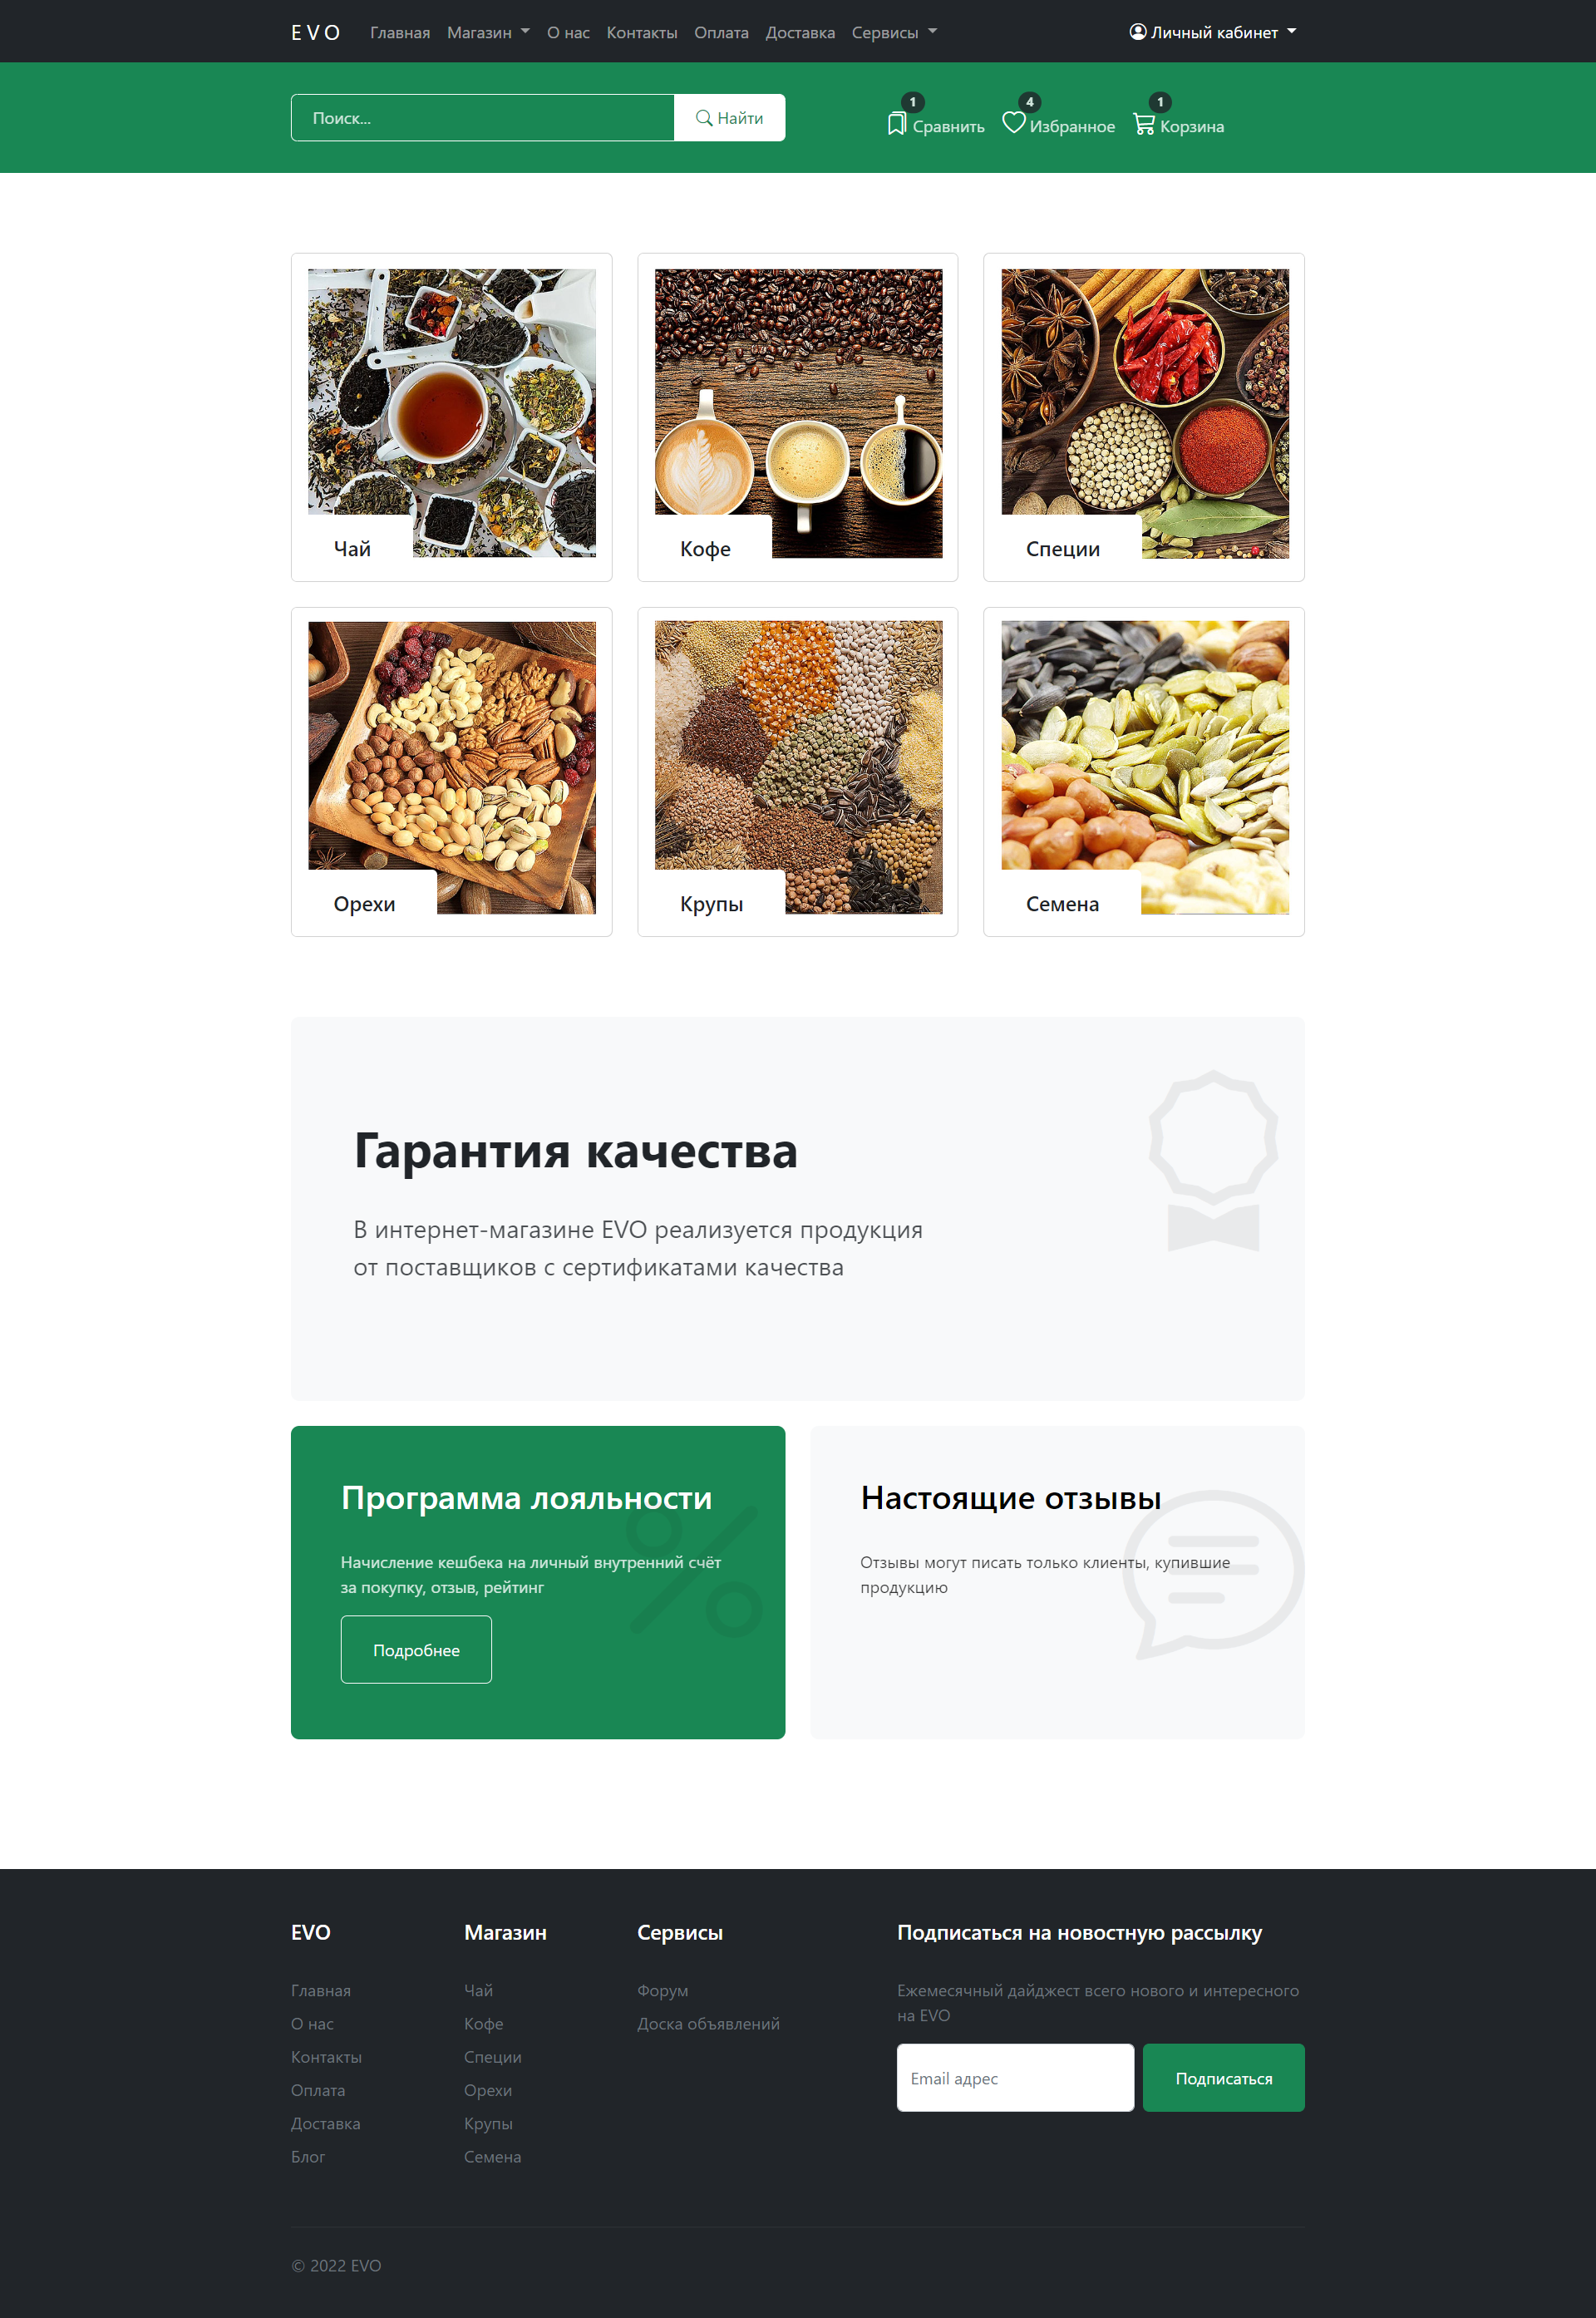 EVO Главная Магазин О нас Контакты Оплата Доставка Сервисы Личный кабинет
Поиск... Найти
1 Сравнить 4 Избранное 1 Корзина
Чай Кофе Специи
Орехи Крупы Семена
Гарантия качества
В интернет-магазине EVO реализуется продукция
от поставщиков с сертификатами качества
Программа лояльности
Начисление кешбека на личный внутренний счёт
за покупку, отзыв, рейтинг
Подробнее
Настоящие отзывы
Отзывы могут писать только клиенты, купившие
продукцию
EVO
Главная
О нас
Контакты
Оплата
Доставка
Блог
Магазин
Чай
Кофе
Специи
Орехи
Крупы
Семена
Сервисы
Форум
Доска объявлений
Подписаться на новостную рассылку
Ежемесячный дайджест всего нового и интересного
на EVO
Email адрес Подписаться
© 2022 EVO